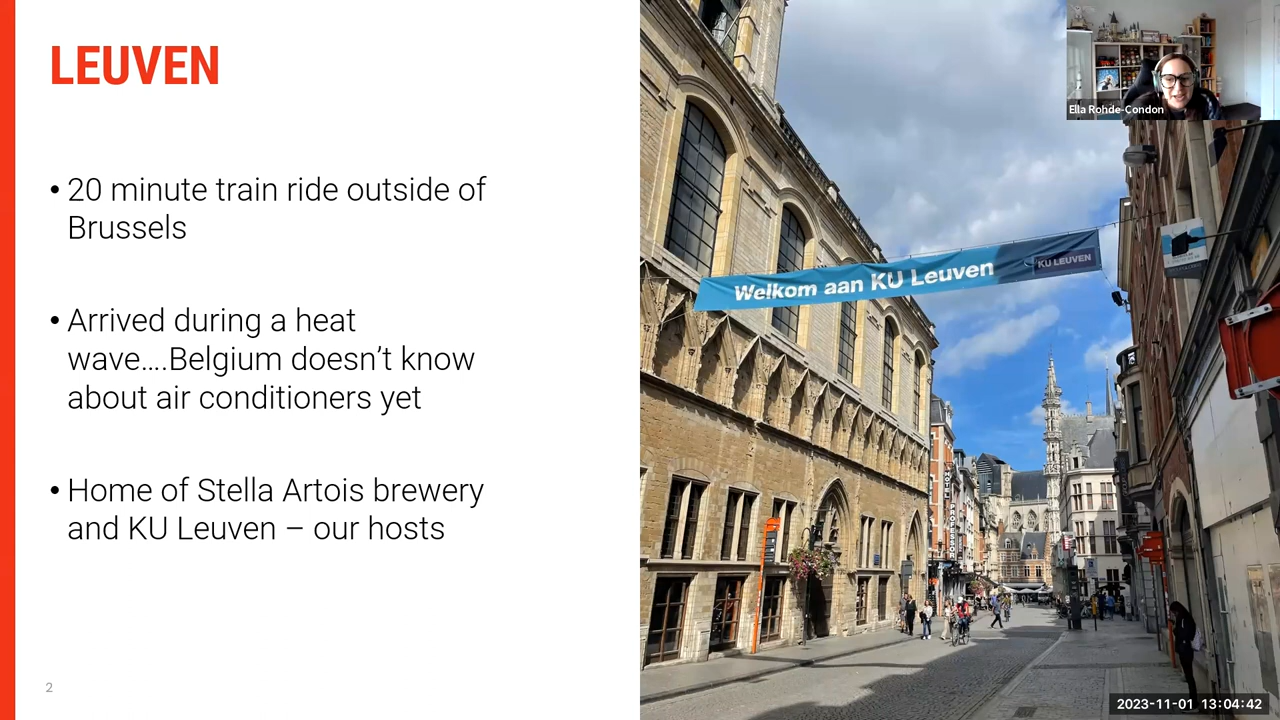 LEUVEN
• 20 minute train ride outside of
Brussels
• Arrived during a heat
wave....Belgium doesn’t know
about air conditioners yet
• Home of Stella Artois brewery
and KU Leuven – our hosts
2
Ella Rohde-Condon
Welkom aan KU Leuven
KU LEUVEN
HOTEL PROFESSOR
2023-11-01 13:04:42